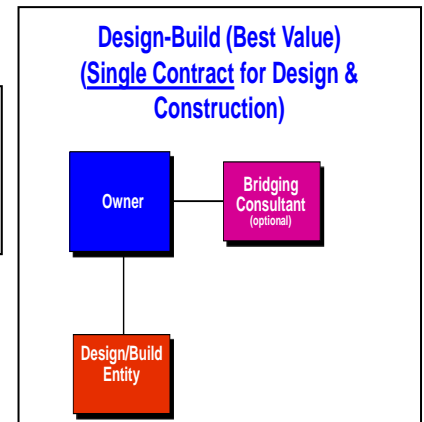 Design-Build (Best Value)
(Single Contract for Design &
Construction)
Owner
Bridging
Consultant
(optional)
Design/Build
Entity